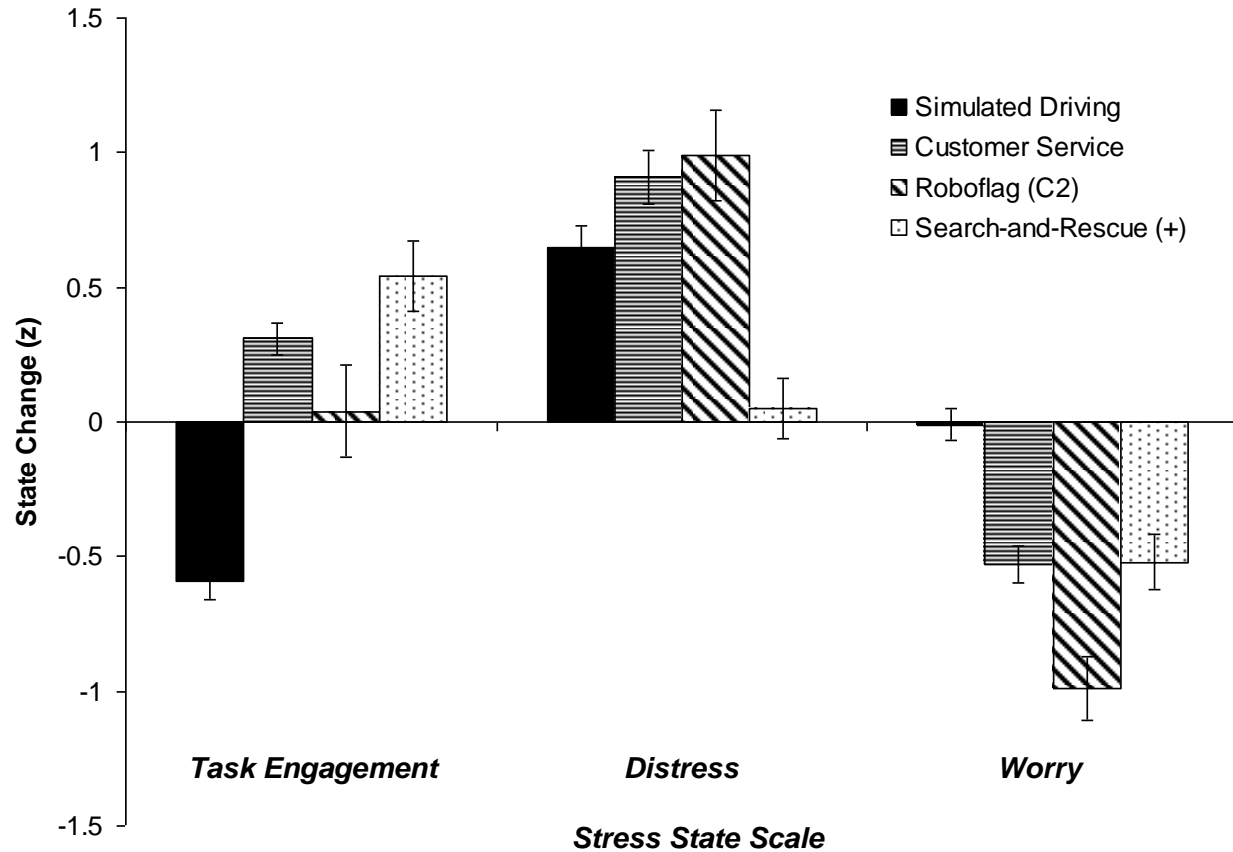 1.5
Simulated Driving
Customer Service
Roboflag (C2)
Search-and-Rescue (+)
1
0.5
0
-0.5
-1
-1.5
State Change (z)
Task Engagement
Distress
Worry
Stress State Scale